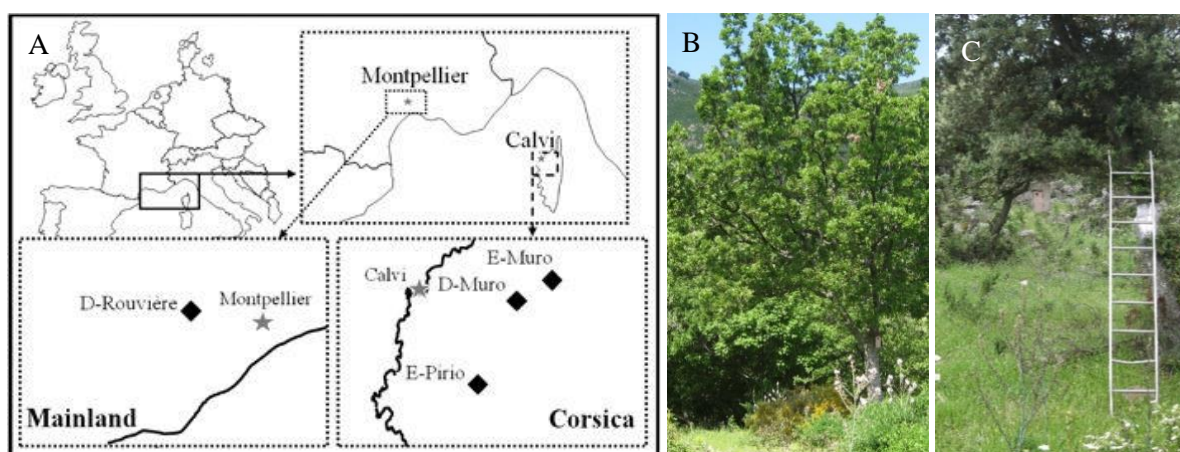 A
Montpellier
Calvi
D-Rouvière
Montpellier
Mainland
Calvi
E-Muro
D-Muro
E-Pirio
Corsica
B
C